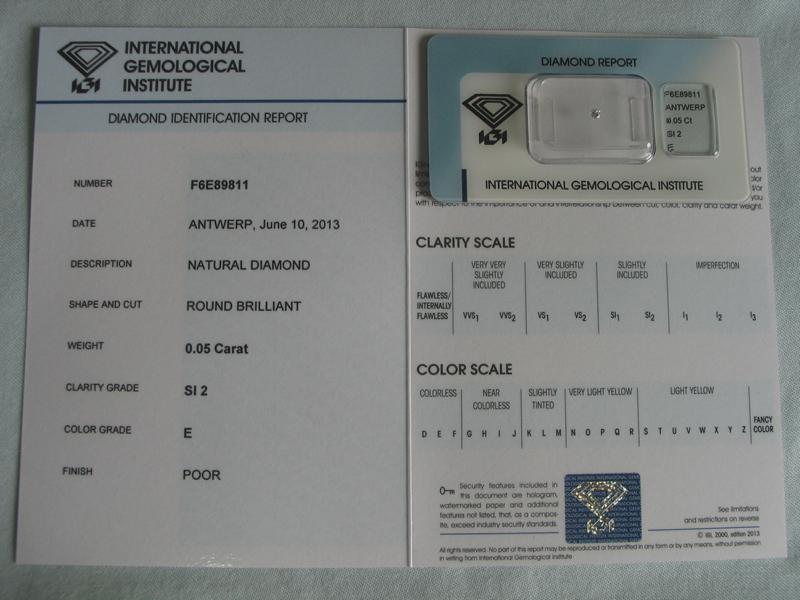 INTERNATIONAL
GEMOLOGICAL
INSTITUTE
IGI
DIAMOND IDENTIFICATION REPORT
NUMBER F6E89811
DATE ANTWERP, June 10, 2013
DESCRIPTION NATURAL DIAMOND
SHAPE AND CUT ROUND BRILLIANT
WEIGHT 0.05 Carat
CLARITY GRADE SI 2
COLOR GRADE E
FINISH POOR
DIAMOND REPORT
IGI
F6E89811
ANTWERP
0.05 Ct
SI 2
E
INTERNATIONAL GEMOLOGICAL INSTITUTE
with respect to the importance of and interrelationship between cut, color, clarity and carat weight.
CLARITY SCALE
FLAWLESS/ INTERNALLY FLAWLESS
VERY VERY SLIGHTLY INCLUDED
VERY SLIGHTLY INCLUDED
SLIGHTLY INCLUDED
IMPERFECTION
VVS1 VVS2 VS1 VS2 SI1 SI2 I1 I2 I3
COLOR SCALE
COLORLESS
NEAR COLORLESS
SLIGHTLY TINTED
VERY LIGHT YELLOW
LIGHT YELLOW
FANCY COLOR
D E F G H I J K L M N O P Q R S T U V W X Y Z
Security features included in
this document are hologram,
watermarked paper and additional
features not listed, that, as a compos-
ite, exceed industry security standards.
See limitations
and restrictions on reverse
© IGI, 2000, edition 2013
All rights reserved. No part of this report may be reproduced or transmitted in any form or by any means, without permission
in writing from International Gemological Institute